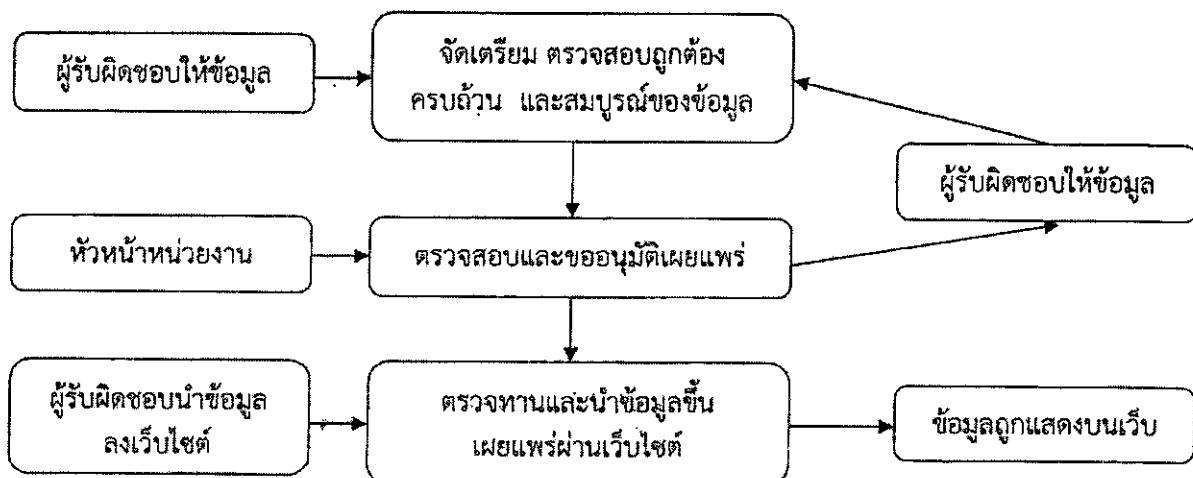 ผู้รับผิดชอบให้ข้อมูล
จัดเตรียม ตรวจสอบถูกต้อง
ครบถ้วน และสมบูรณ์ของข้อมูล
ผู้รับผิดชอบให้ข้อมูล
หัวหน้าหน่วยงาน
ตรวจสอบและขออนุมัติเผยแพร่
ผู้รับผิดชอบนำข้อมูล
ลงเว็บไซต์
ตรวจทานและนำข้อมูลขึ้น
เผยแพร่ผ่านเว็บไซต์
ข้อมูลถูกแสดงบนเว็บ